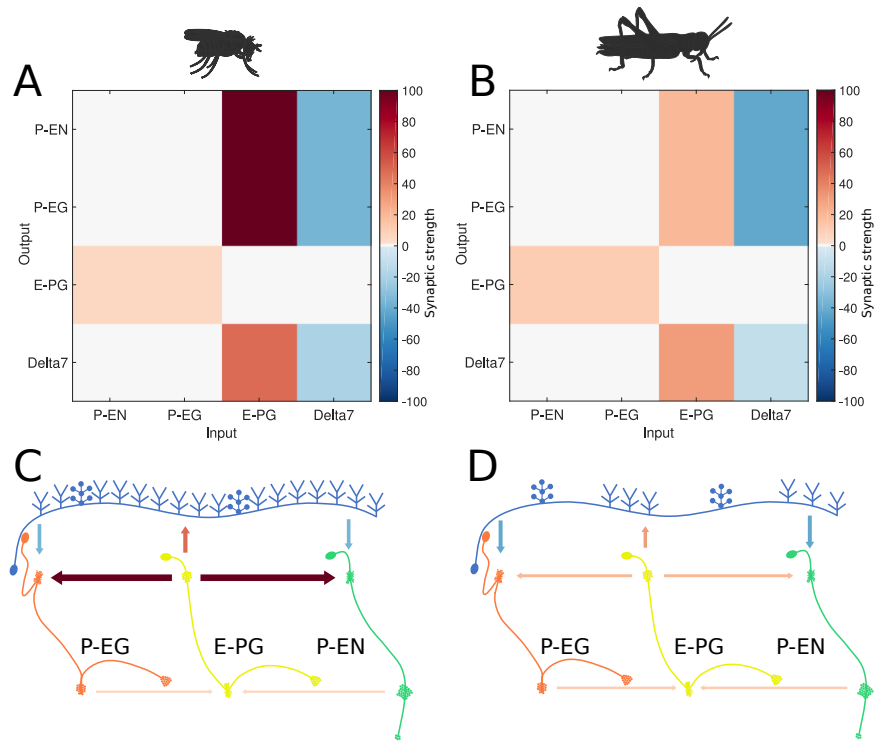 A
B
100
80
60
40
20
0
-20
-40
-60
-80
-100
Synaptic strength
P-EN
P-EG
E-PG
Delta7
Output
P-EN
P-EG
E-PG
Delta7
Input
100
80
60
40
20
0
-20
-40
-60
-80
-100
Synaptic strength
P-EN
P-EG
E-PG
Delta7
Output
P-EN
P-EG
E-PG
Delta7
Input
C
D
P-EG
E-PG
P-EN
P-EG
E-PG
P-EN